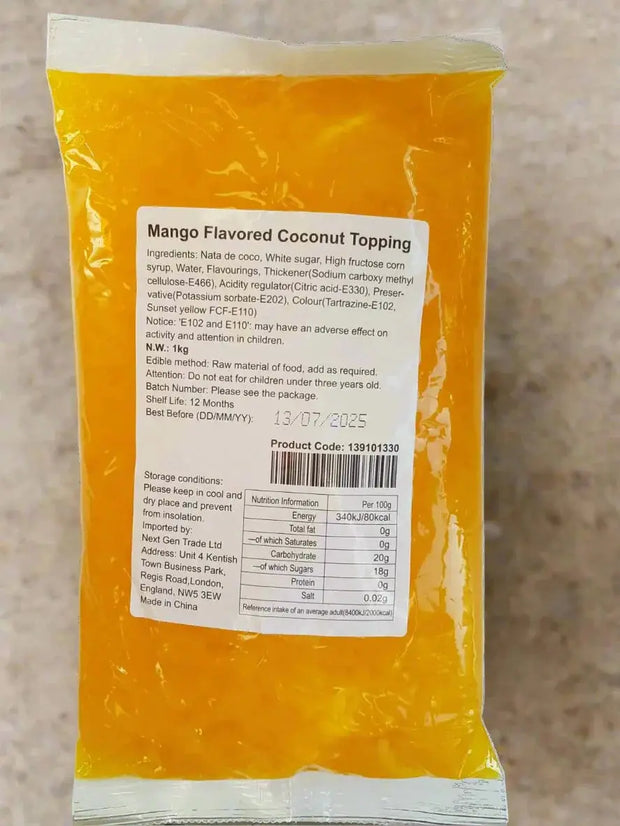 Mango Flavored Coconut Topping
Ingredients: Nata de coco, White sugar, High fructose corn
syrup, Water, Flavourings, Thickener(Sodium carboxy methyl
cellulose-E466), Acidity regulator(Citric acid-E330), Preser-
vative(Potassium sorbate-E202), Colour(Tartrazine-E102,
Sunset yellow FCF-E110)
Notice: 'E102 and E110': may have an adverse effect on
activity and attention in children.
N.W.: 1kg
Edible method: Raw material of food, add as required.
Attention: Do not eat for children under three years old.
Batch Number: Please see the package.
Shelf Life: 12 Months
Best Before (DD/MM/YY): 13/07/2025
Product Code: 139101330
Storage conditions:
Please keep in cool and
dry place and prevent
from insolation.
Imported by:
Next Gen Trade Ltd
Address: Unit 4 Kentish
Town Business Park,
Regis Road,London,
England, NW5 3EW
Made in China
Nutrition Information Per 100g
Energy 340kJ/80kcal
Total fat 0g
—of which Saturates 0g
Carbohydrate 20g
—of which Sugars 18g
Protein 0g
Salt 0.02g
Reference intake of an average adult(8400kJ/2000kcal)